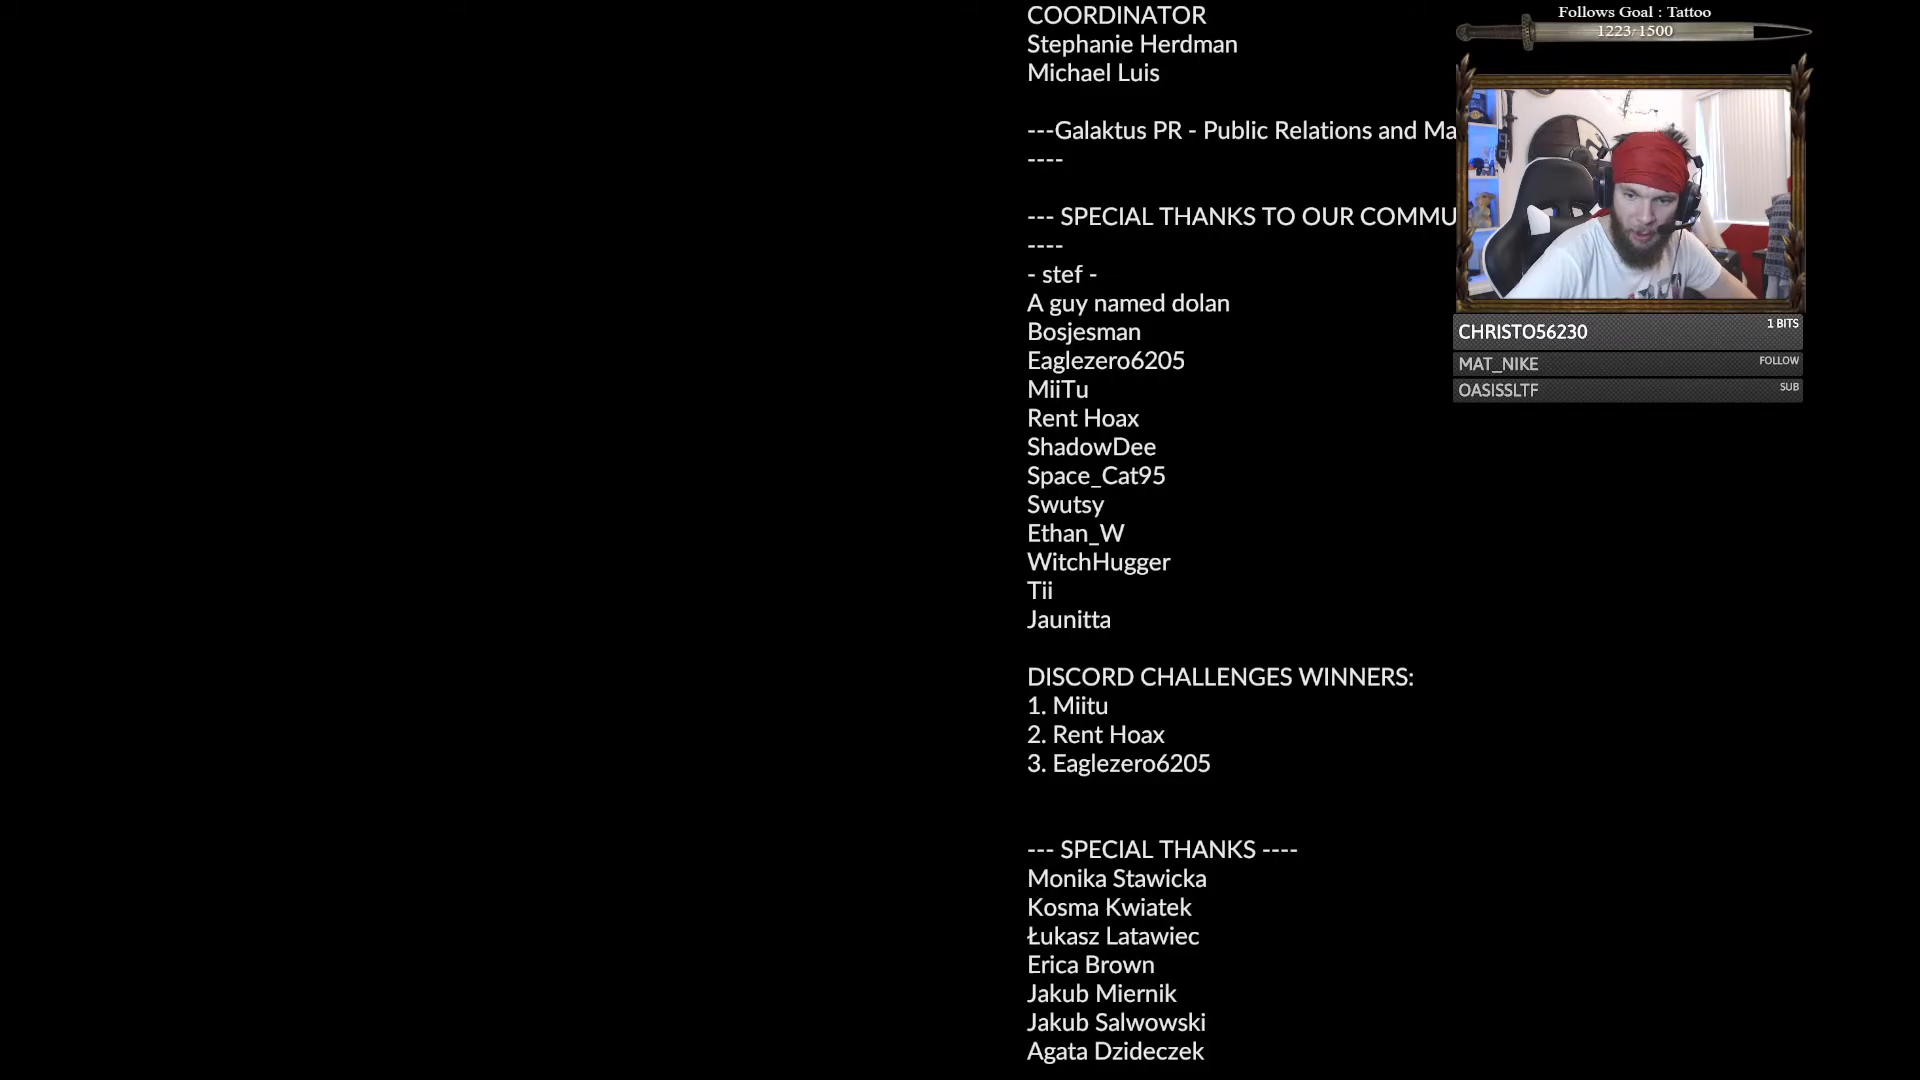 COORDINATOR
Stephanie Herdman
Michael Luis
---Galaktus PR - Public Relations and Ma
----
--- SPECIAL THANKS TO OUR COMMU
----
- stef -
A guy named dolan
Bosjesman
Eaglezero6205
MiiTu
Rent Hoax
ShadowDee
Space_Cat95
Swutsy
Ethan_W
WitchHugger
Tii
Jaunitta
DISCORD CHALLENGES WINNERS:
1. Miitu
2. Rent Hoax
3. Eaglezero6205
--- SPECIAL THANKS ----
Monika Stawicka
Kosma Kwiatek
Łukasz Latawiec
Erica Brown
Jakub Miernik
Jakub Salwowski
Agata Dzideczek
Follows Goal : Tattoo
1223/1500
CHRISTO56230 1 BITS
MAT_NIKE FOLLOW
OASISSLTF SUB